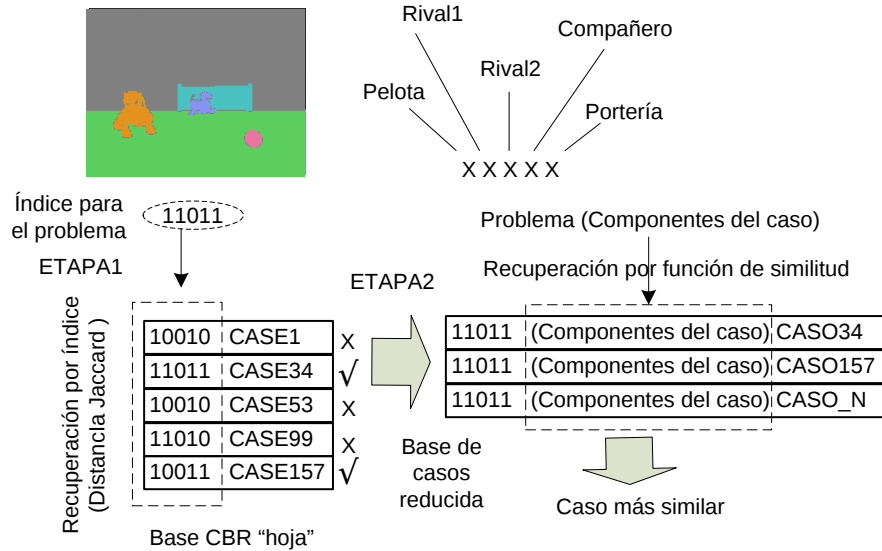 Rival1
Compañero
Rival2
Pelota
Portería
X X X X X
Índice para
el problema
11011
Problema (Componentes del caso)
ETAPA1
ETAPA2
Recuperación por función de similitud
Recuperación por índice
(Distancla Jaccard )
10010 CASE1 X
11011 CASE34 √
10010 CASE53 X
11010 CASE99 X
10011 CASE157 √
11011 (Componentes del caso) CASO34
11011 (Componentes del caso) CASO157
11011 (Componentes del caso) CASO_N
Base de
casos
reducida
Caso más similar
Base CBR “hoja”